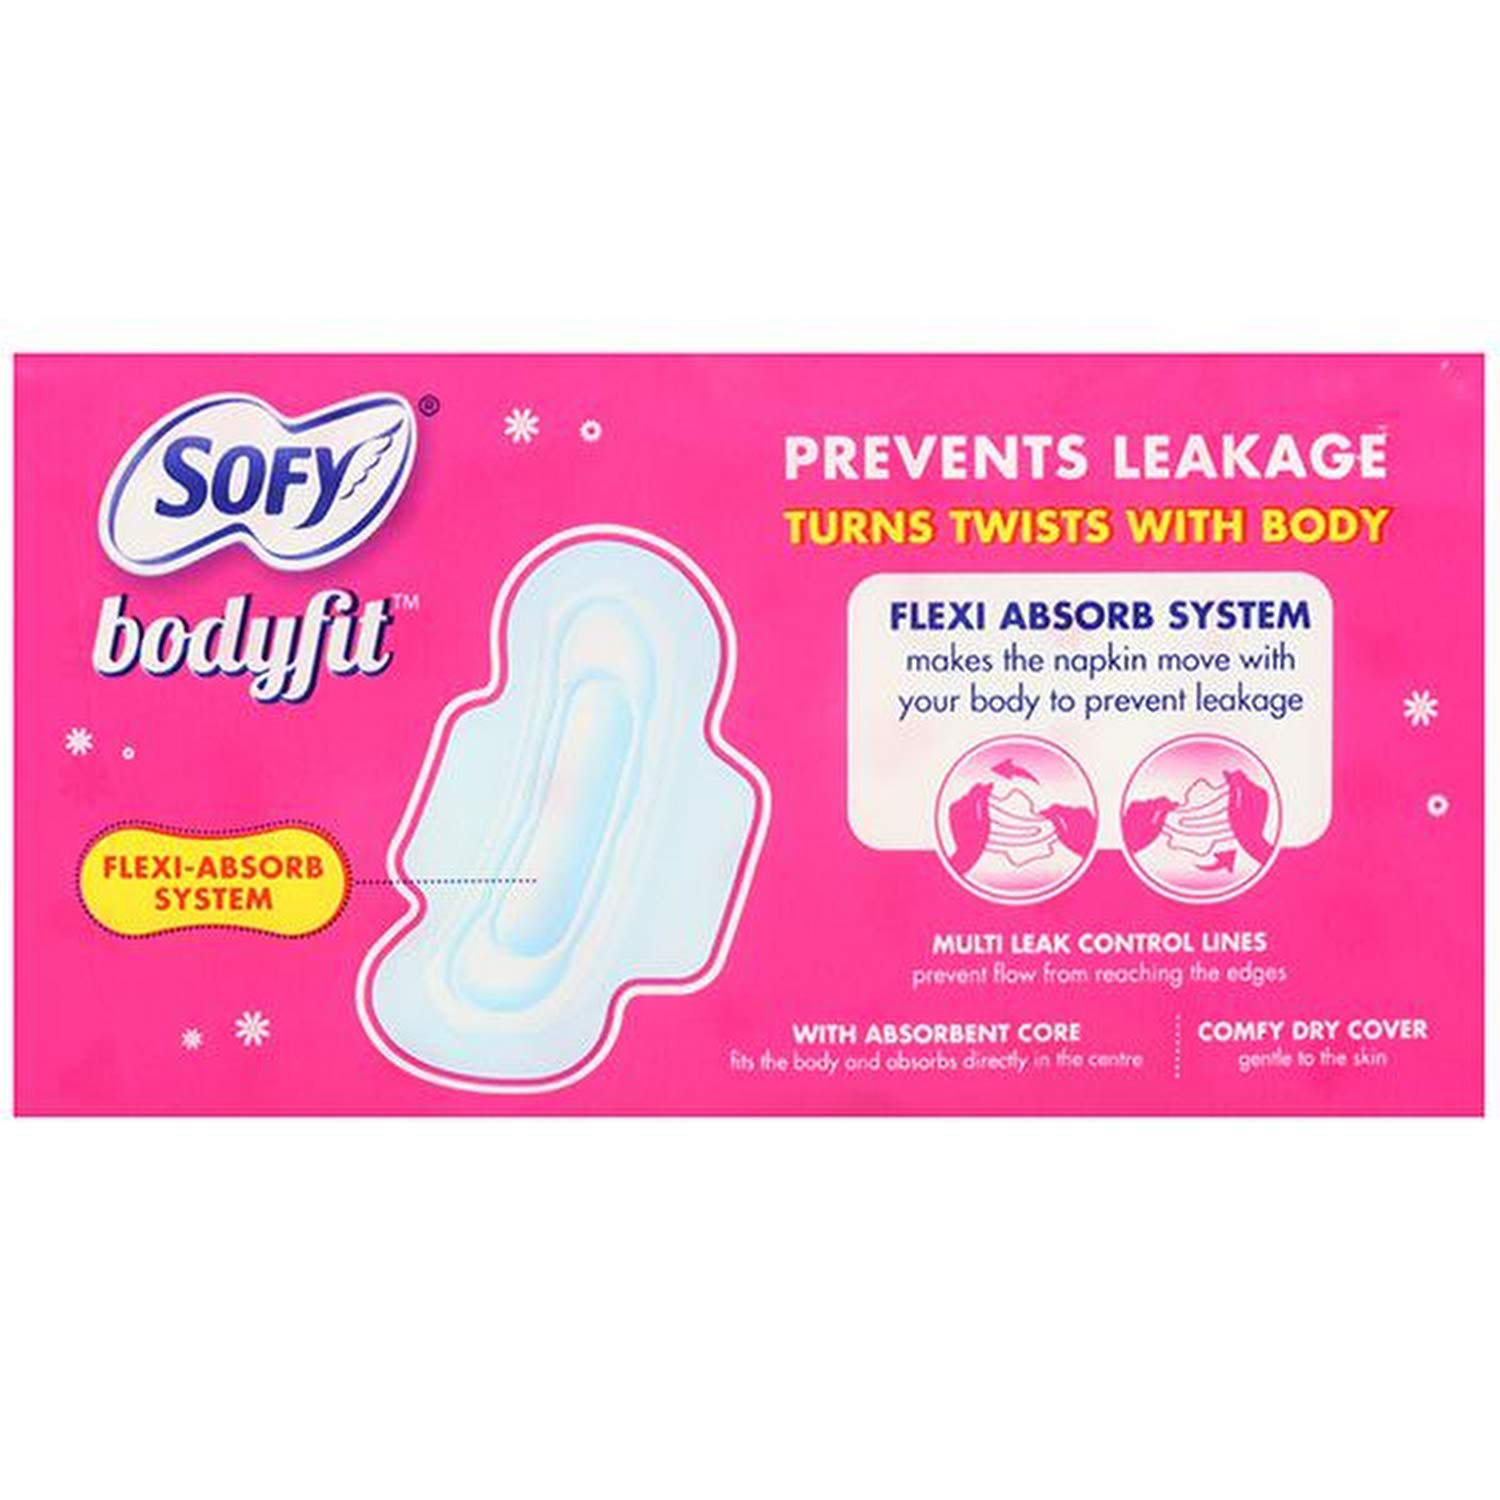 SOFY®
bodyfit™
FLEXI-ABSORB
SYSTEM
PREVENTS LEAKAGE
TURNS TWISTS WITH BODY
FLEXI ABSORB SYSTEM
makes the napkin move with
your body to prevent leakage
MULTI LEAK CONTROL LINES
prevent flow from reaching the edges
WITH ABSORBENT CORE
fits the body and absorbs directly in the centre
COMFY DRY COVER
gentle to the skin